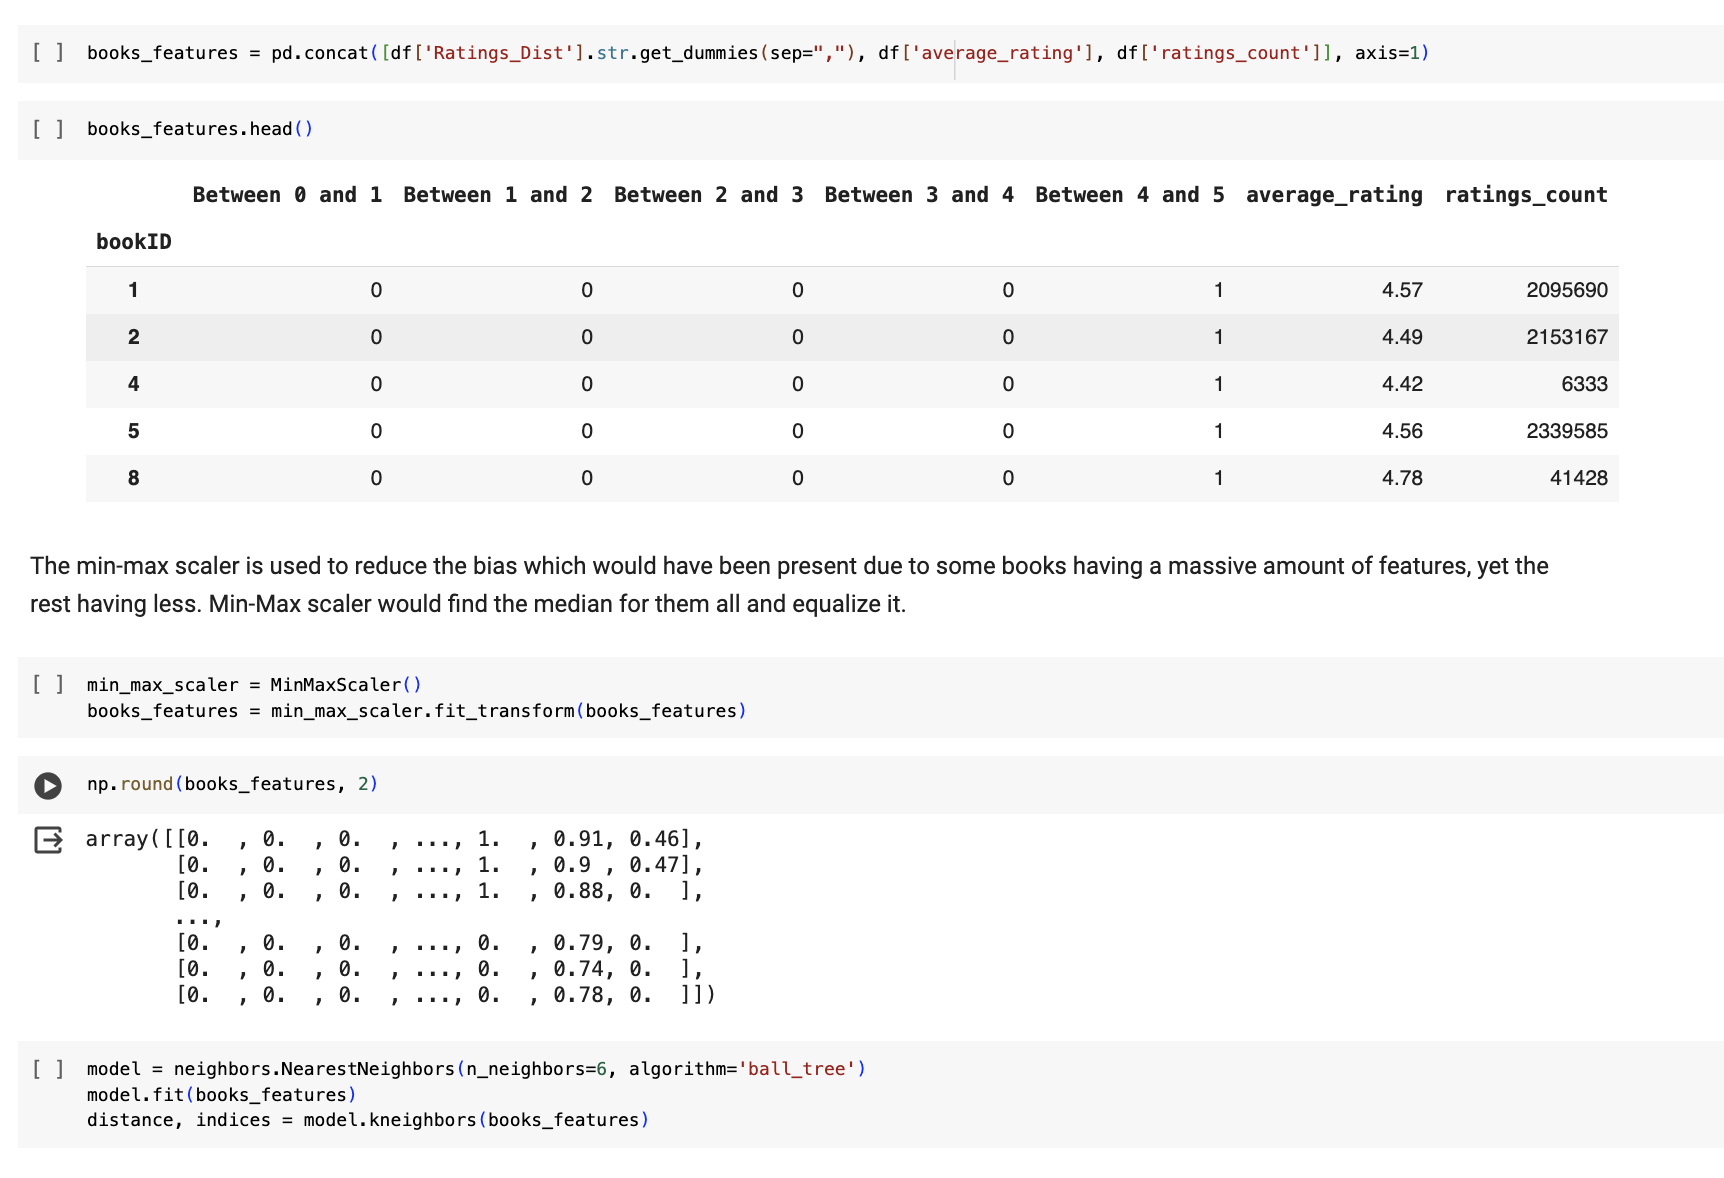 [ ] books_features = pd.concat([df['Ratings_Dist'].str.get_dummies(sep=","), df['average_rating'], df['ratings_count']], axis=1)
[ ] books_features.head()
Between 0 and 1 Between 1 and 2 Between 2 and 3 Between 3 and 4 Between 4 and 5 average_rating ratings_count
bookID
1 0 0 0 0 1 4.57 2095690
2 0 0 0 0 1 4.49 2153167
4 0 0 0 0 1 4.42 6333
5 0 0 0 0 1 4.56 2339585
8 0 0 0 0 1 4.78 41428
The min-max scaler is used to reduce the bias which would have been present due to some books having a massive amount of features, yet the
rest having less. Min-Max scaler would find the median for them all and equalize it.
[ ] min_max_scaler = MinMaxScaler()
books_features = min_max_scaler.fit_transform(books_features)
np.round(books_features, 2)
array([[0.  , 0.  , 0.  , ..., 1.  , 0.91, 0.46],
[0.  , 0.  , 0.  , ..., 1.  , 0.9 , 0.47],
[0.  , 0.  , 0.  , ..., 1.  , 0.88, 0.  ],
...,
[0.  , 0.  , 0.  , ..., 0.  , 0.79, 0.  ],
[0.  , 0.  , 0.  , ..., 0.  , 0.74, 0.  ],
[0.  , 0.  , 0.  , ..., 0.  , 0.78, 0.  ]])
[ ] model = neighbors.NearestNeighbors(n_neighbors=6, algorithm='ball_tree')
model.fit(books_features)
distance, indices = model.kneighbors(books_features)